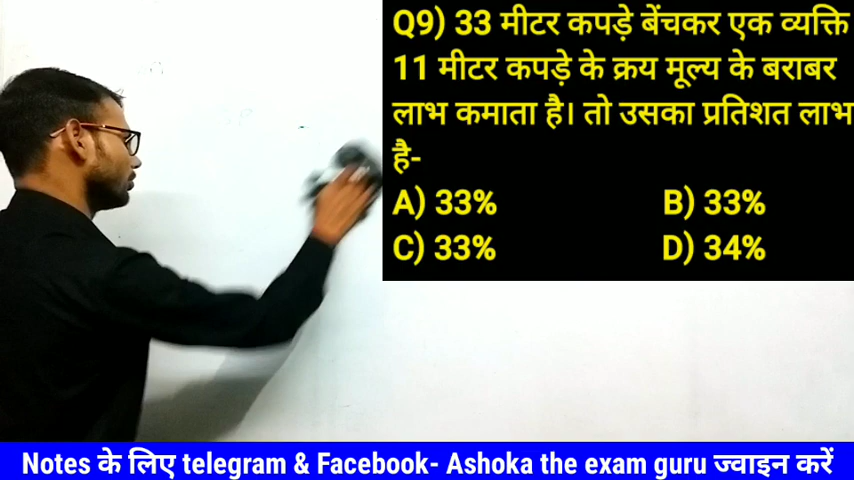 Q9) 33 मीटर कपड़े बेंचकर एक व्यक्ति
11 मीटर कपड़े के क्रय मूल्य के बराबर
लाभ कमाता है। तो उसका प्रतिशत लाभ
है-
A) 33% B) 33%
C) 33% D) 34%
Notes के लिए telegram & Facebook- Ashoka the exam guru ज्वाइन करें